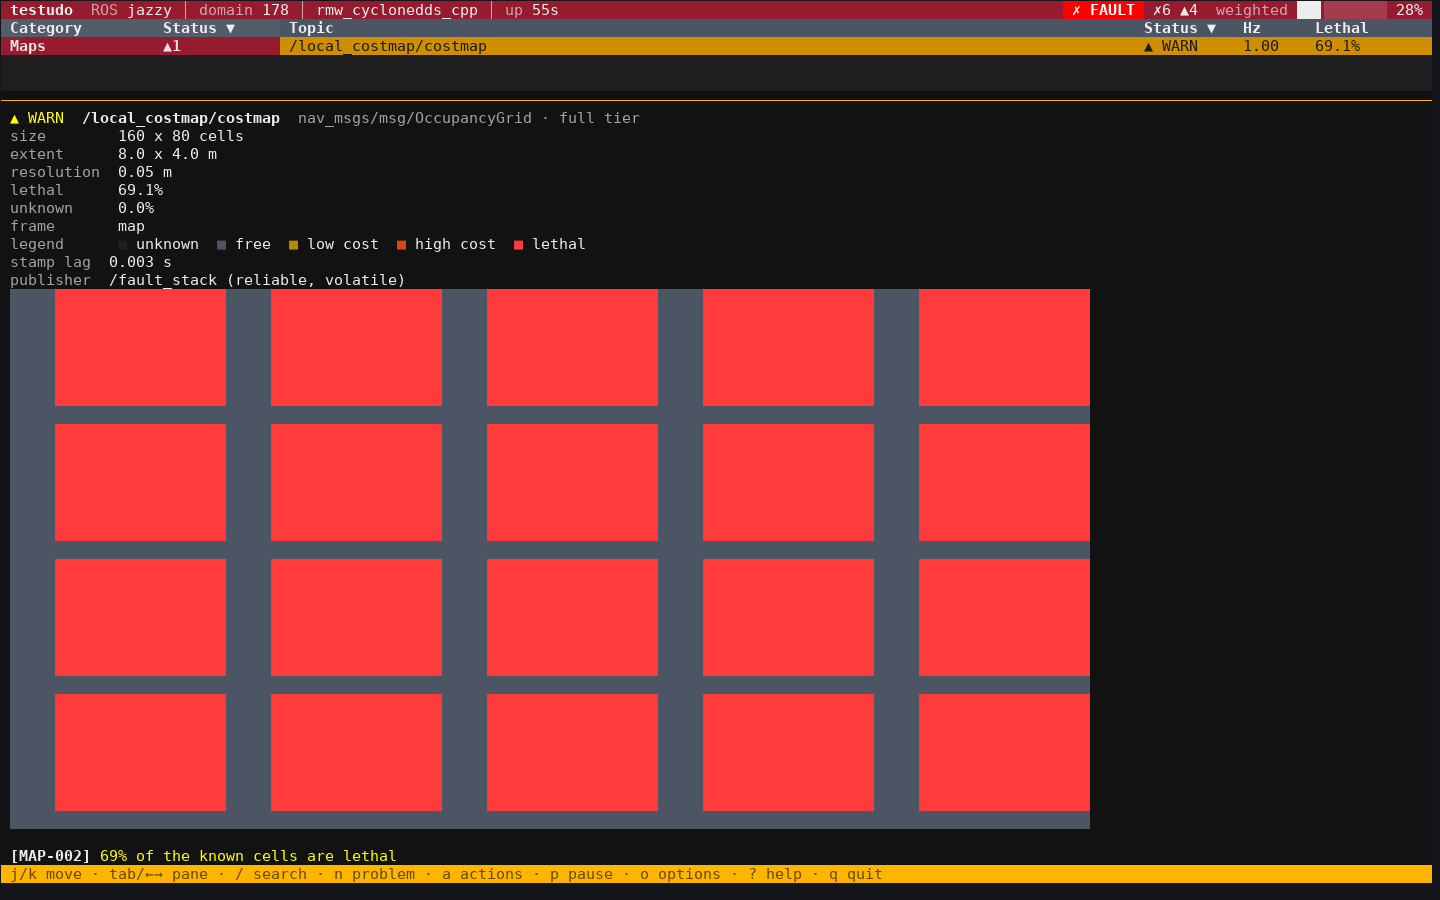 testudo ROS jazzy │ domain 178 │ rmw_cyclonedds_cpp │ up 55s ✗ FAULT ✗6 ▲4 weighted 28%
Category Status ▼ Topic Status ▼ Hz Lethal
Maps ▲1 /local_costmap/costmap ▲ WARN 1.00 69.1%
▲ WARN /local_costmap/costmap nav_msgs/msg/OccupancyGrid · full tier
size 160 x 80 cells
extent 8.0 x 4.0 m
resolution 0.05 m
lethal 69.1%
unknown 0.0%
frame map
legend ■ unknown ■ free ■ low cost ■ high cost ■ lethal
stamp lag 0.003 s
publisher /fault_stack (reliable, volatile)
[MAP-002] 69% of the known cells are lethal
j/k move · tab/←→ pane · / search · n problem · a actions · p pause · o options · ? help · q quit